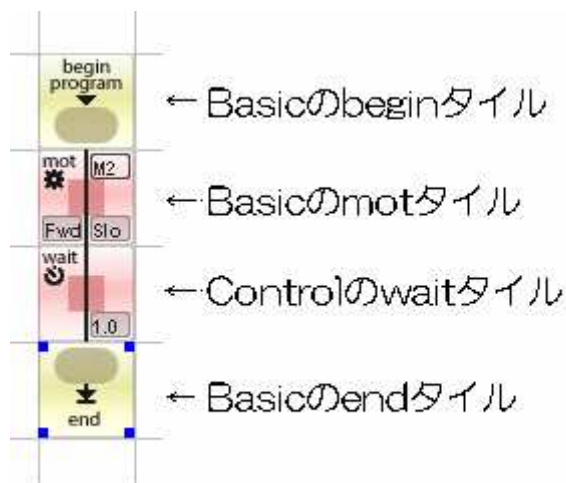 begin
program
←Basicのbeginタイル
mot
M2
Fwd
Slo
←Basicのmotタイル
wait
1.0
←Controlのwaitタイル
end
←Basicのendタイル